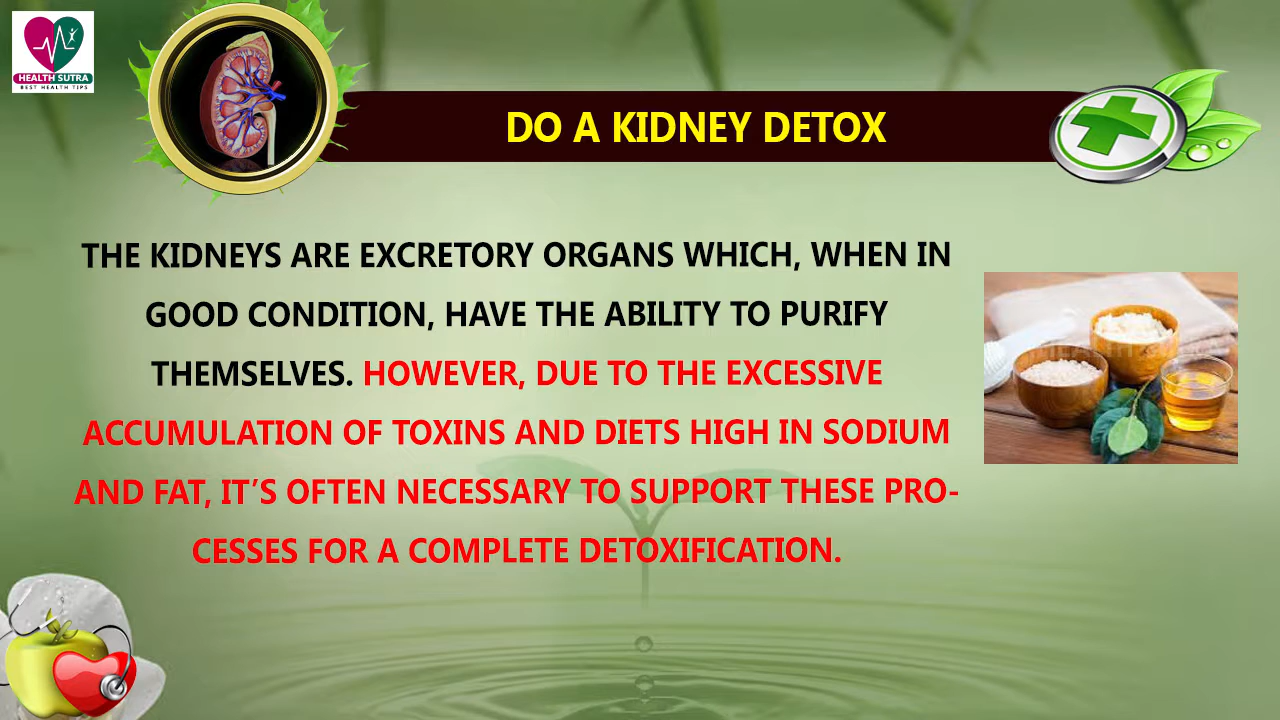 HEALTH SUTRA
BEST HEALTH TIPS
DO A KIDNEY DETOX
THE KIDNEYS ARE EXCRETORY ORGANS WHICH, WHEN IN
GOOD CONDITION, HAVE THE ABILITY TO PURIFY
THEMSELVES. HOWEVER, DUE TO THE EXCESSIVE
ACCUMULATION OF TOXINS AND DIETS HIGH IN SODIUM
AND FAT, IT’S OFTEN NECESSARY TO SUPPORT THESE PRO-
CESSES FOR A COMPLETE DETOXIFICATION.